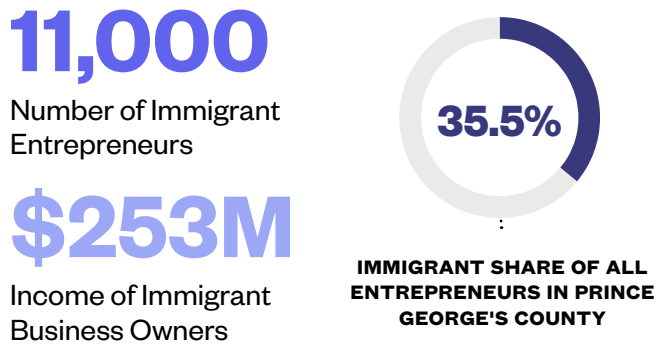 11,000
Number of Immigrant
Entrepreneurs
$253M
Income of Immigrant
Business Owners
35.5%
IMMIGRANT SHARE OF ALL
ENTREPRENEURS IN PRINCE
GEORGE'S COUNTY